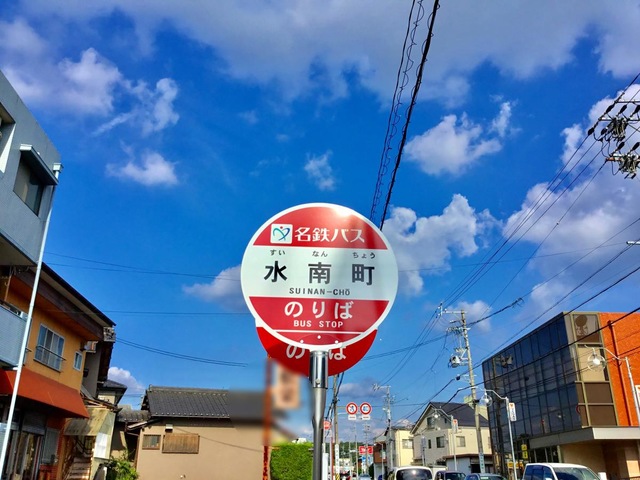 名鉄バス
すい なん ちょう
水南町
SUINAN-CHŌ
のりば
BUS STOP
のりば